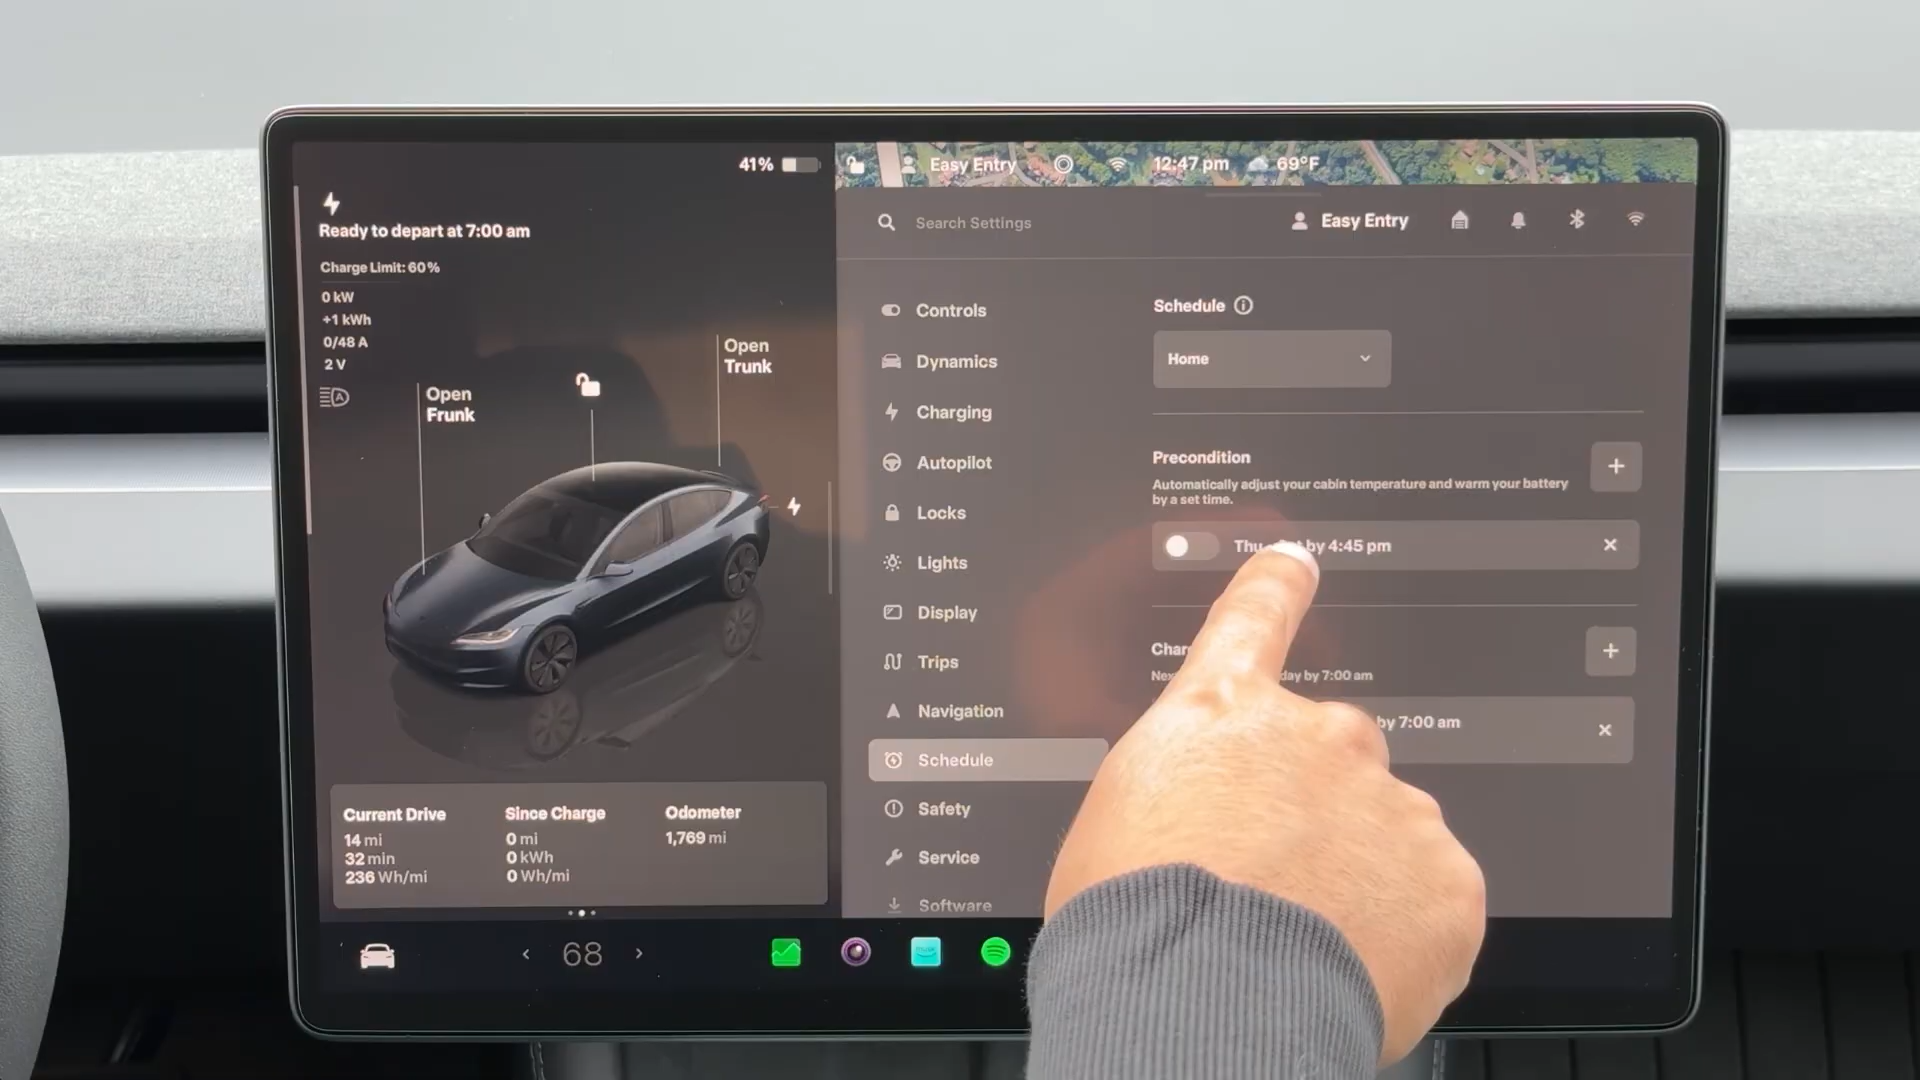 41%
Easy Entry
12:47 pm
69°F
Ready to depart at 7:00 am
Charge Limit: 60%
0 kW
+1 kWh
0/48 A
2 V
Open
Frunk
Open
Trunk
Current Drive
14 mi
32 min
236 Wh/mi
Since Charge
0 mi
0 kWh
0 Wh/mi
Odometer
1,769 mi
Search Settings
Easy Entry
Controls
Dynamics
Charging
Autopilot
Locks
Lights
Display
Trips
Navigation
Schedule
Safety
Service
Software
Schedule
Home
Precondition
Automatically adjust your cabin temperature and warm your battery
by a set time.
by 4:45 pm
by 7:00 am
by 7:00 am
68